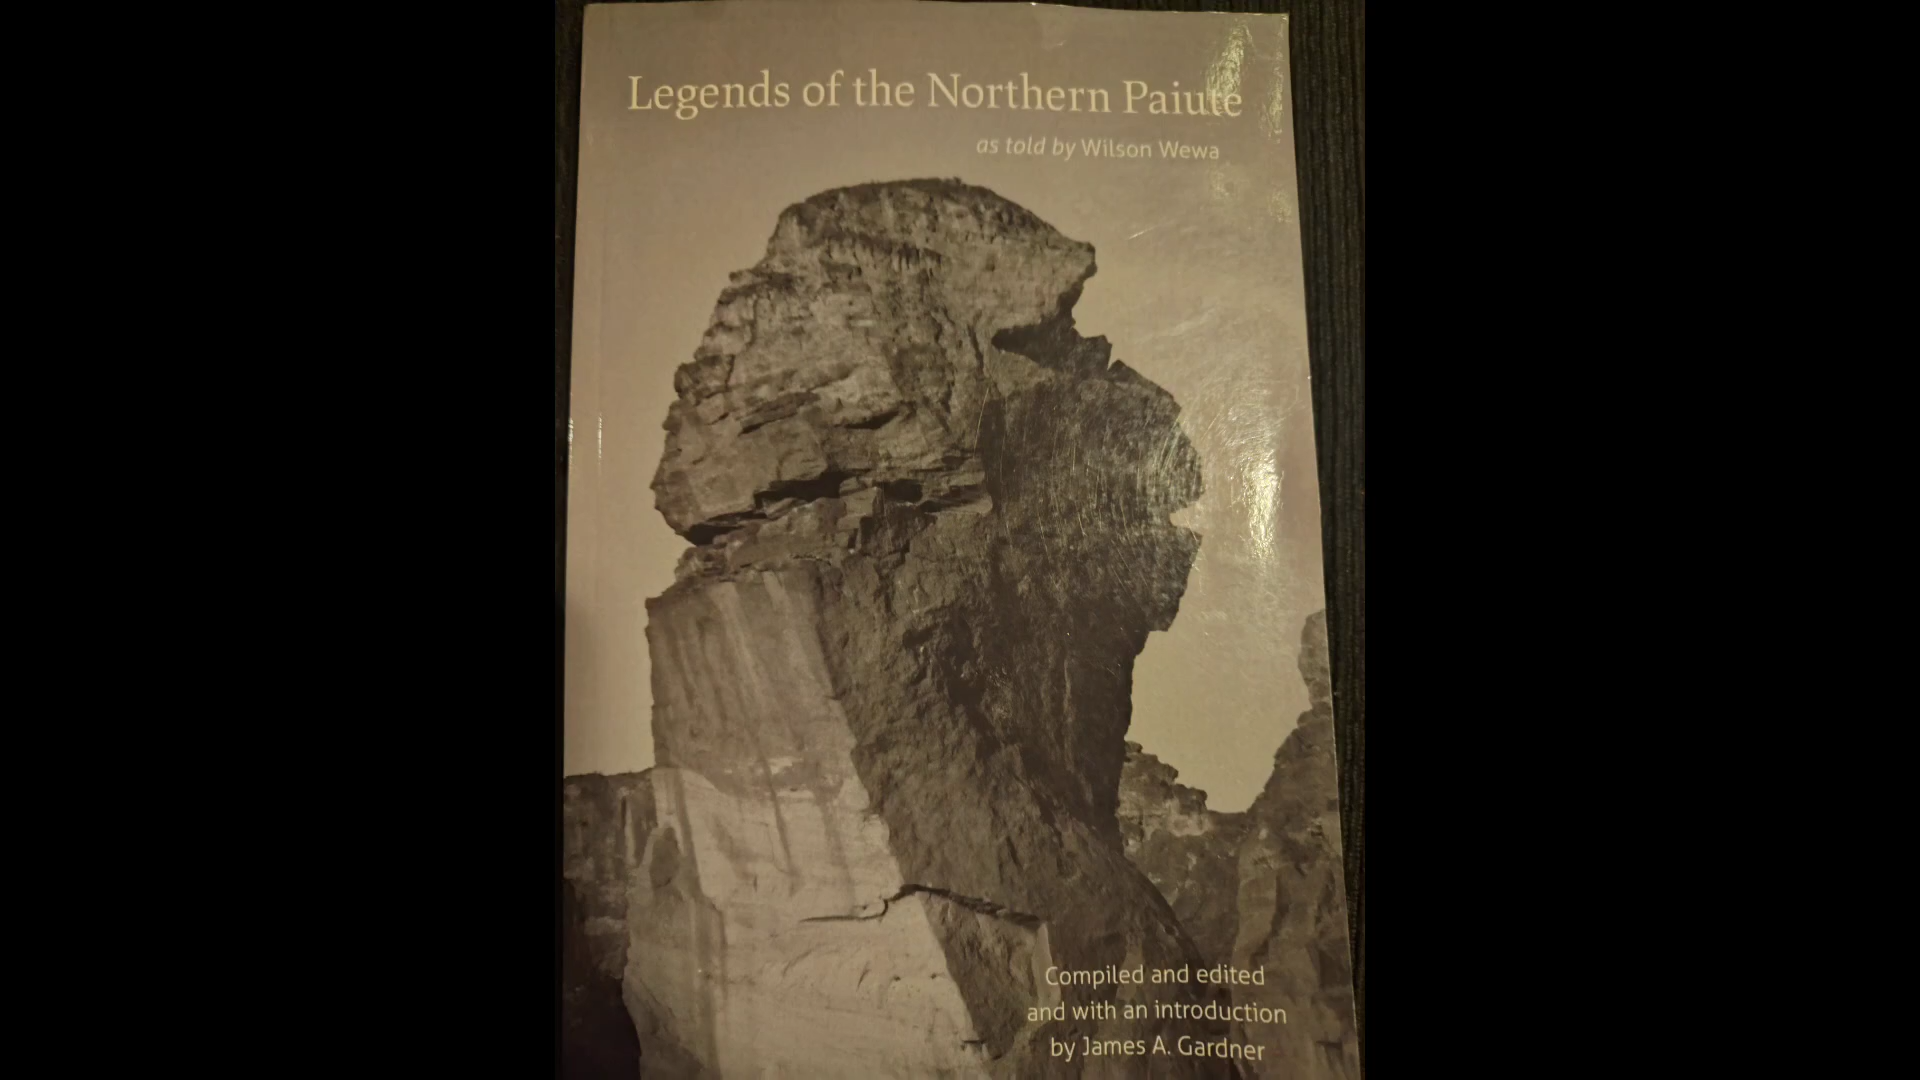 Legends of the Northern Paiute
as told by Wilson Wewa
Compiled and edited
and with an introduction
by James A. Gardner